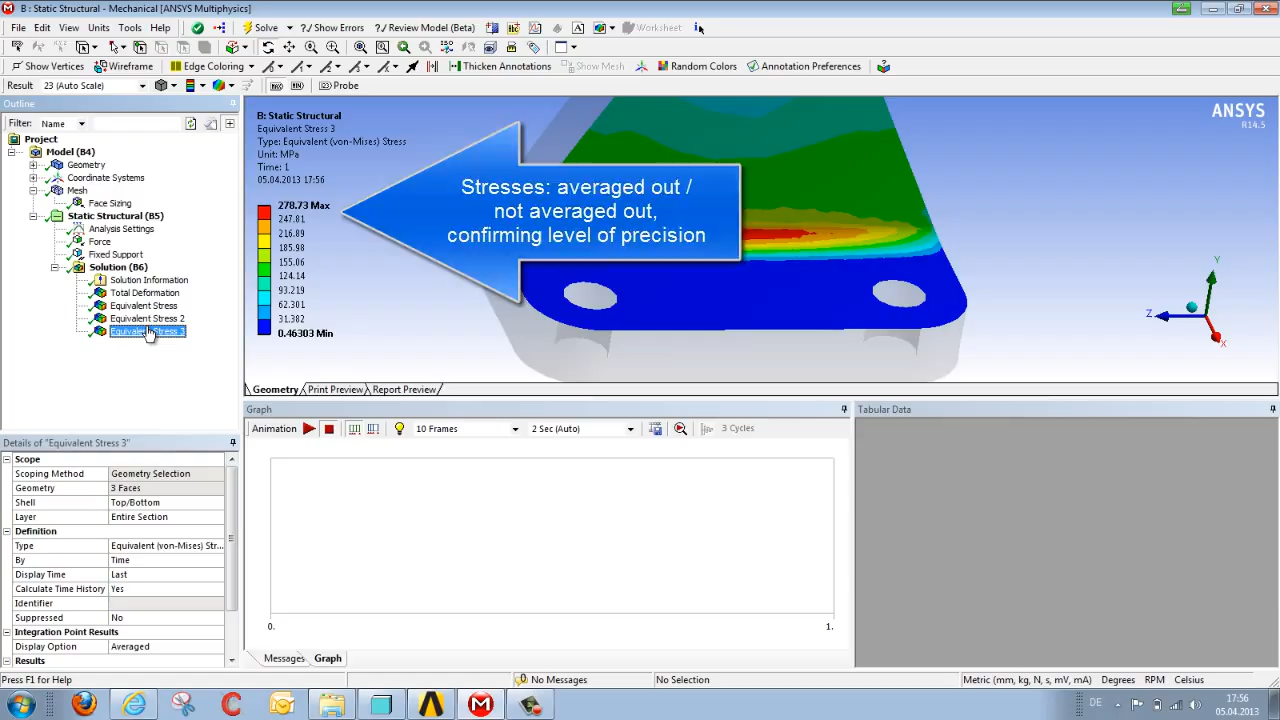 B : Static Structural - Mechanical [ANSYS Multiphysics]
File Edit View Units Tools Help Solve ?/ Show Errors ?/ Review Model (Beta) Worksheet
Show Vertices Wireframe Edge Coloring Thicken Annotations Show Mesh Random Colors Annotation Preferences
Result 23 (Auto Scale) MAX MIN Probe
Outline
Filter: Name
Project
Model (B4)
Geometry
Coordinate Systems
Mesh
Face Sizing
Static Structural (B5)
Analysis Settings
Force
Fixed Support
Solution (B6)
Solution Information
Total Deformation
Equivalent Stress
Equivalent Stress 2
Equivalent Stress 3
B: Static Structural
Equivalent Stress 3
Type: Equivalent (von-Mises) Stress
Unit: MPa
Time: 1
05.04.2013 17:56
278.73 Max
247.81
216.89
185.98
155.06
124.14
93.219
62.301
31.382
0.46303 Min
Stresses: averaged out /
not averaged out,
confirming level of precision
ANSYS
R14.5
Y
Z
X
Geometry Print Preview Report Preview
Details of "Equivalent Stress 3"
Scope
Scoping Method Geometry Selection
Geometry 3 Faces
Shell Top/Bottom
Layer Entire Section
Definition
Type Equivalent (von-Mises) Str...
By Time
Display Time Last
Calculate Time History Yes
Identifier
Suppressed No
Integration Point Results
Display Option Averaged
Results
Graph
Animation 10 Frames 2 Sec (Auto) 3 Cycles
0. 1.
Messages Graph
Tabular Data
Press F1 for Help No Messages No Selection Metric (mm, kg, N, s, mV, mA) Degrees RPM Celsius
DE 17:56
05.04.2013